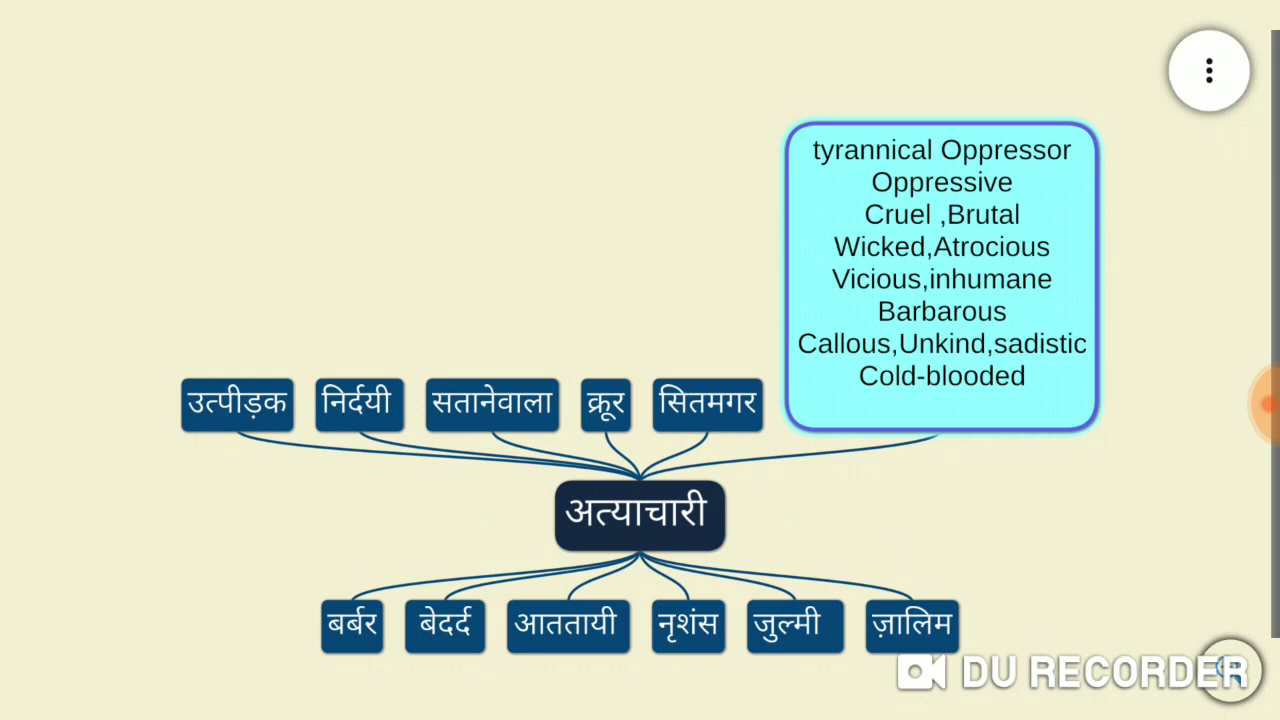 tyrannical Oppressor
Oppressive
Cruel ,Brutal
Wicked,Atrocious
Vicious,inhumane
Barbarous
Callous,Unkind,sadistic
Cold-blooded
उत्पीड़क निर्दयी सतानेवाला क्रूर सितमगर
अत्याचारी
बर्बर बेदर्द आततायी नृशंस जुल्मी ज़ालिम
DU RECORDER